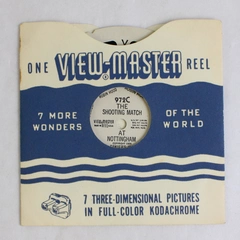 ONE VIEW-MASTER REEL
972C
THE
SHOOTING MATCH
AT
NOTTINGHAM
7 MORE WONDERS
OF THE WORLD
7 THREE-DIMENSIONAL PICTURES
IN FULL-COLOR KODACHROME